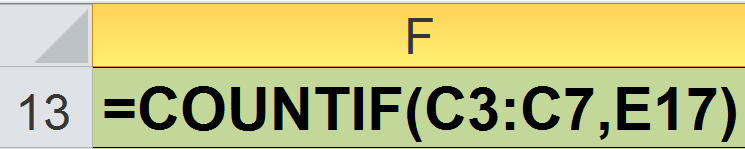 F
13 =COUNTIF(C3:C7,E17)